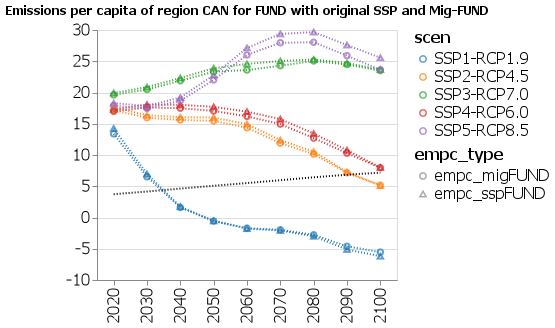 Emissions per capita of region CAN for FUND with original SSP and Mig-FUND
30
25
20
15
10
5
0
−5
−10
2020
2030
2040
2050
2060
2070
2080
2090
2100
scen
SSP1-RCP1.9
SSP2-RCP4.5
SSP3-RCP7.0
SSP4-RCP6.0
SSP5-RCP8.5
empc_type
empc_migFUND
empc_sspFUND